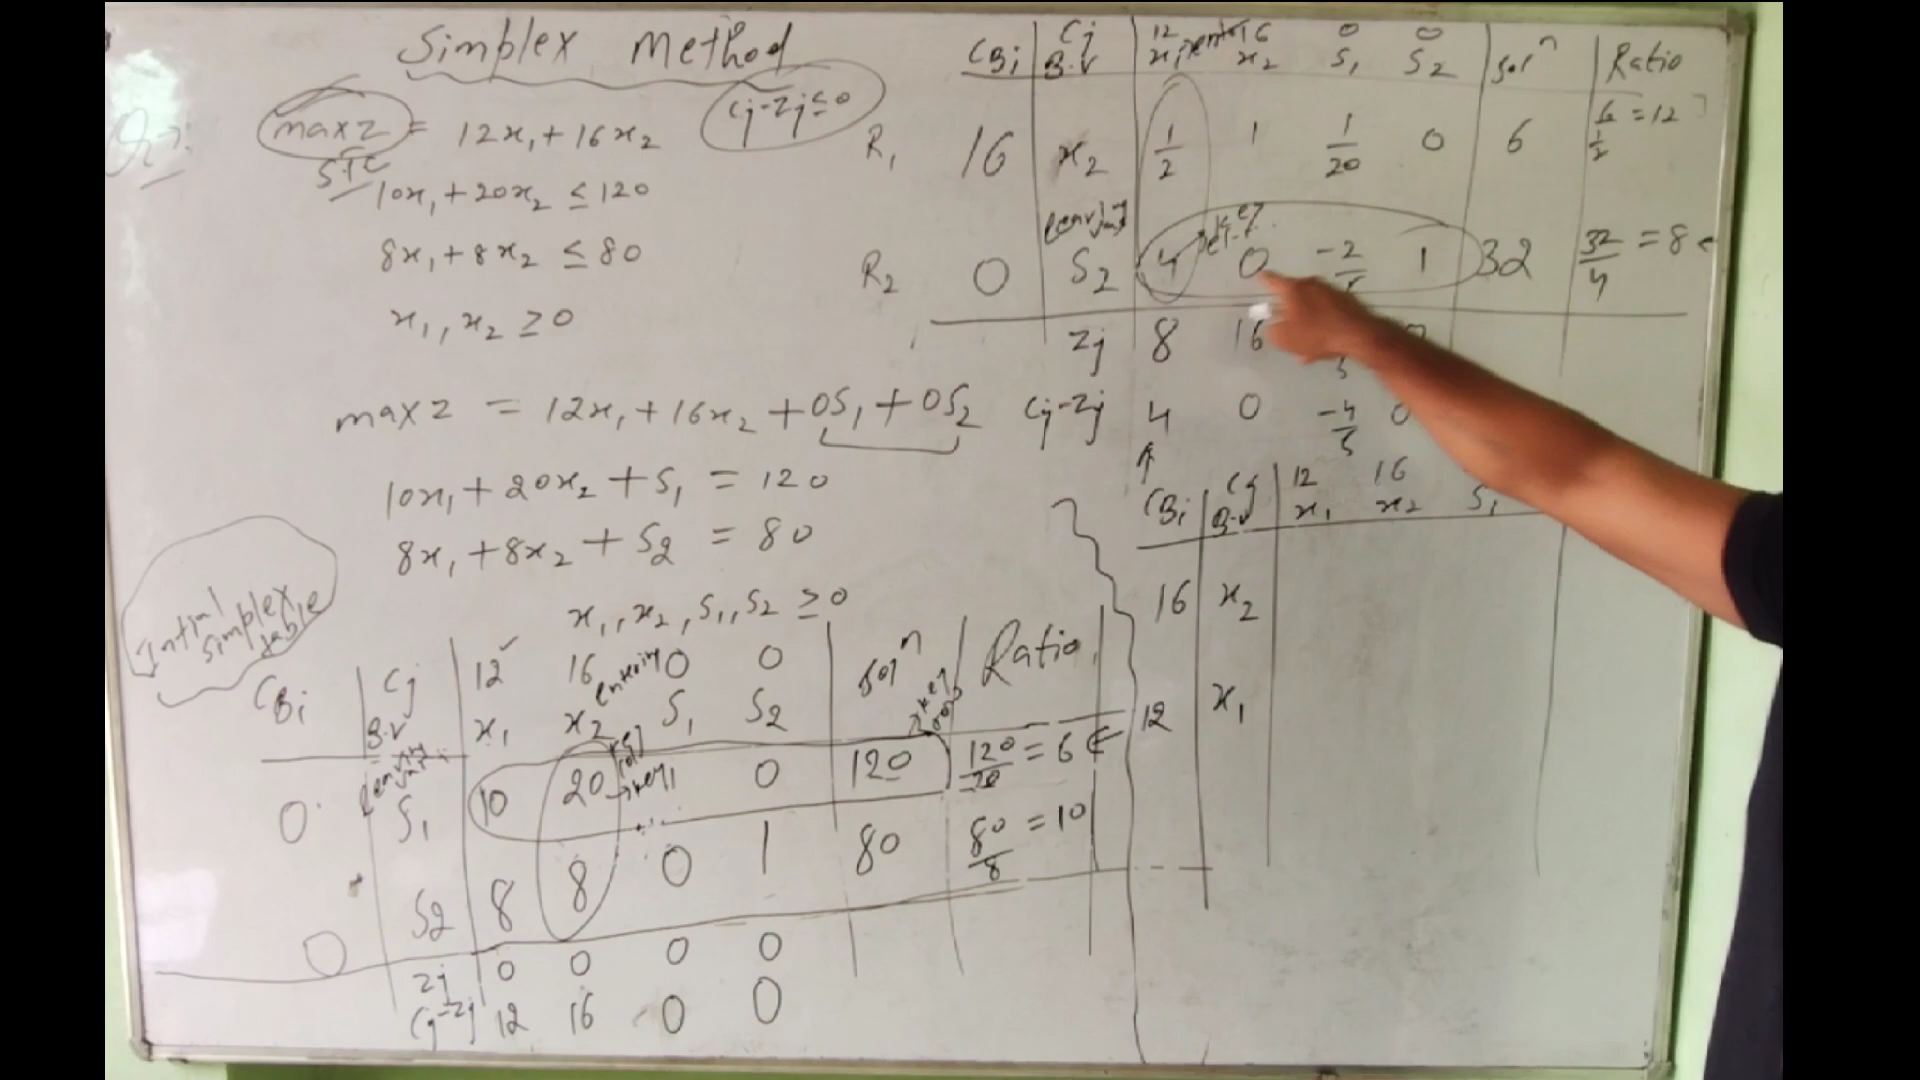 Simplex Method
max z = 12x₁ + 16x₂
Cj-Zj ≤ 0
STC
10x₁ + 20x₂ ≤ 120
8x₁ + 8x₂ ≤ 80
x₁, x₂ ≥ 0
max z = 12x₁ + 16x₂ + 0S₁ + 0S₂
10x₁ + 20x₂ + S₁ = 120
8x₁ + 8x₂ + S₂ = 80
x₁, x₂, S₁, S₂ ≥ 0
Intial
simplex
table
Cj 12 16 0 0
CBi B.V x₁ x₂ entering S₁ S₂ Solⁿ Ratio
0 S₁ 10 20 → key 1 0 120 120/20 = 6 ←
0 S₂ 8 8 0 1 80 80/8 = 10
Zj 0 0 0 0
Cj-Zj 12 16 0 0
Cj 12 16 0 0
CBi B.V x₁ x₂ S₁ S₂ Solⁿ Ratio
R₁ 16 x₂ 1/2 1 1/20 0 6 6/1/2 = 12
R₂ 0 S₂ 4 0 -2/5 1 32 32/4 = 8 ←
Zj 8 16
Cj-Zj 4 0 -4/5 0
↑
Cj 12 16
CBi B.V x₁ x₂ S₁
16 x₂
12 x₁